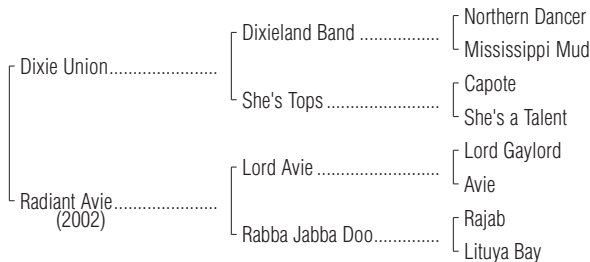 Northern Dancer
Dixieland Band .................
Mississippi Mud
Dixie Union.......................
Capote
She's Tops ........................
She's a Talent
Lord Gaylord
Lord Avie ..........................
Avie
Radiant Avie......................
(2002)
Rajab
Rabba Jabba Doo..............
Lituya Bay